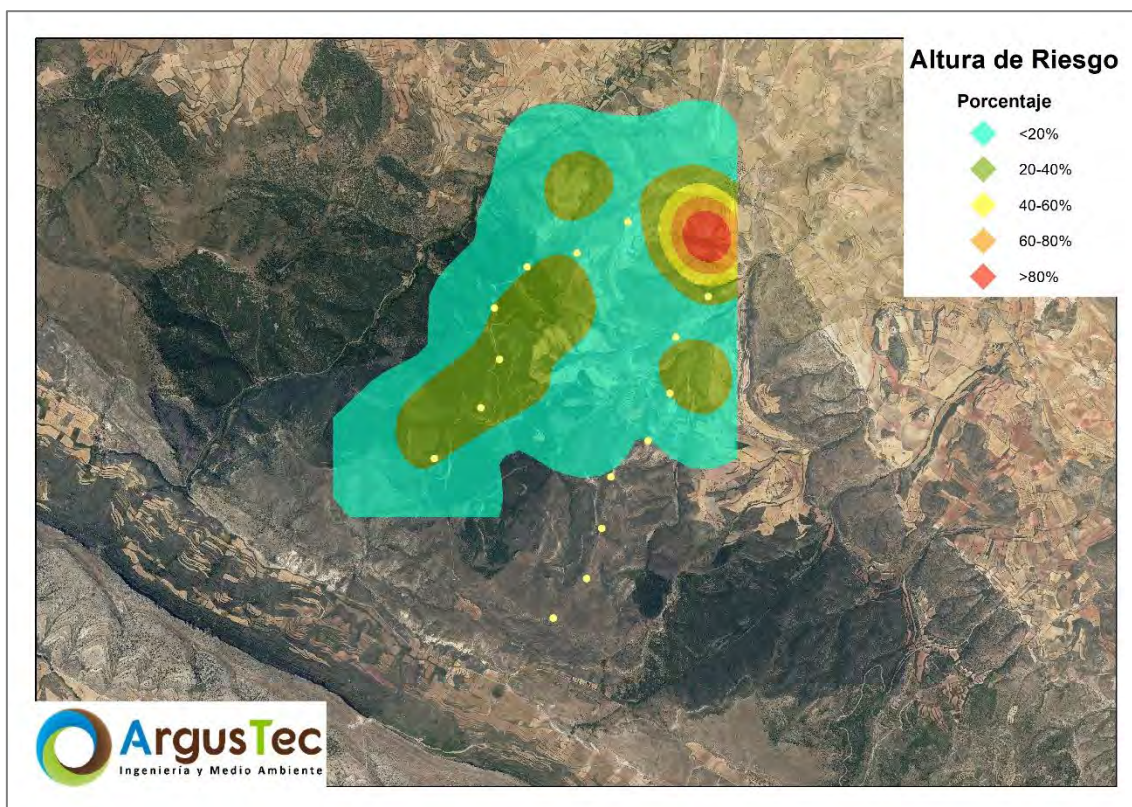 Altura de Riesgo
Porcentaje
<20%
20-40%
40-60%
60-80%
>80%
ArgusTec
Ingeniería y Medio Ambiente